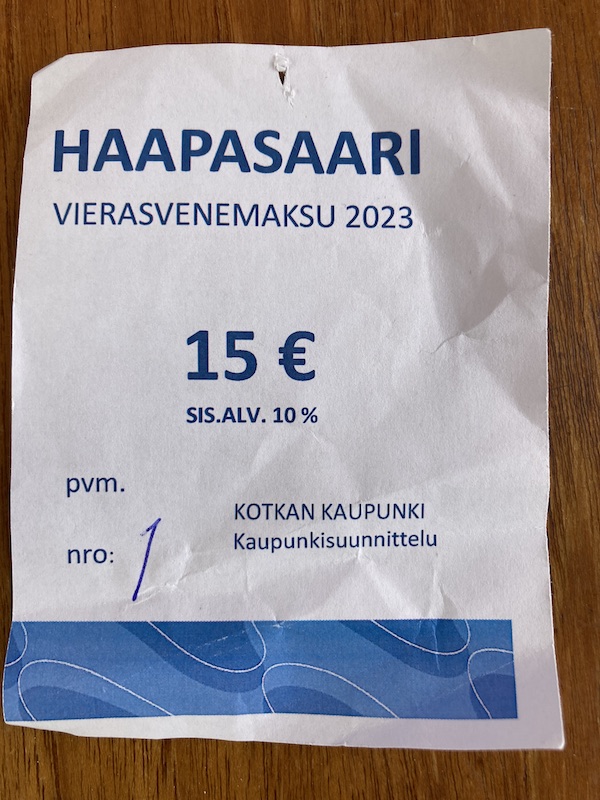 HAAPASAARI
VIERASVENEMAKSU 2023
15 €
SIS.ALV. 10 %
pvm.
KOTKAN KAUPUNKI
Kaupunkisuunnittelu
nro: 1